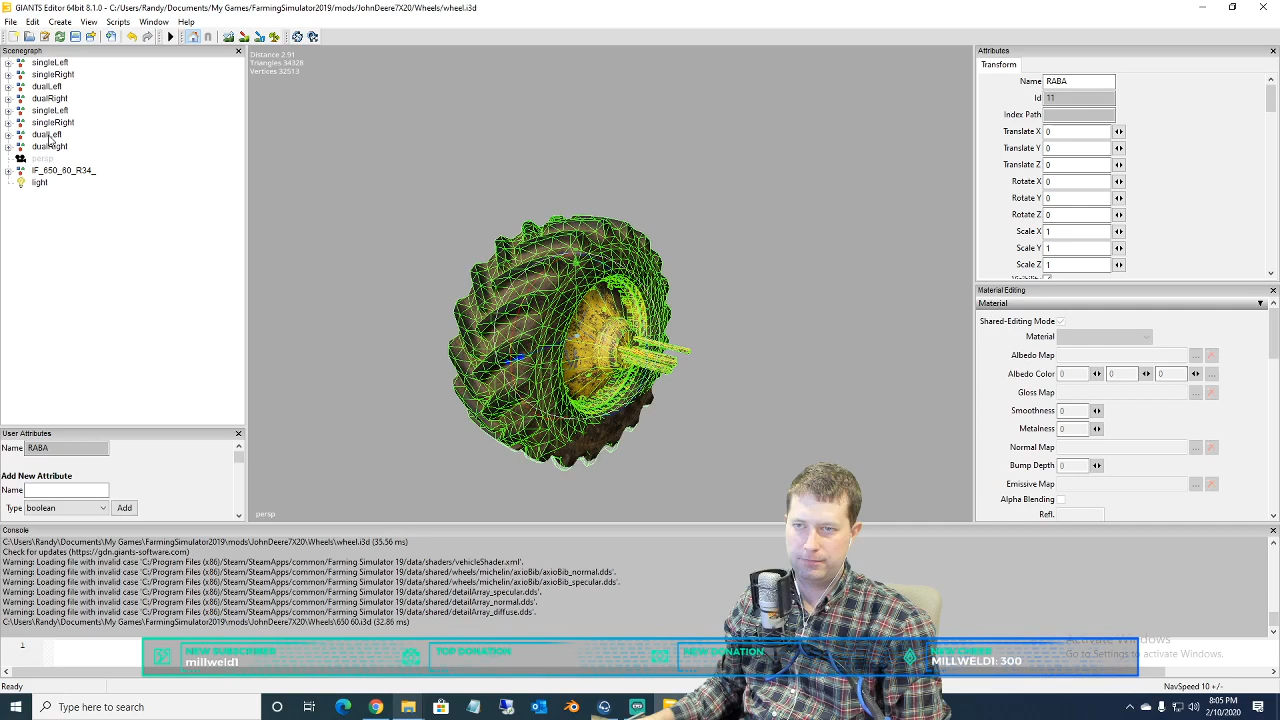 GIANTS Editor 64bit 8.1.0 - C:/Users/Randy/Documents/My Games/FarmingSimulator2019/mods/JohnDeere7X20/Wheels/wheel.i3d
File Edit Create View Scripts Window Help
Scenegraph
singleLeft
singleRight
dualLeft
dualRight
singleLeft
singleRight
dualLeft
dualRight
persp
IF_650_60_R34_
light
Distance 2.91
Triangles 34328
Vertices 32513
persp
Attributes
Transform
Name RABA
Id 11
Index Path
Translate X 0
Translate Y 0
Translate Z 0
Rotate X 0
Rotate Y 0
Rotate Z 0
Scale X 1
Scale Y 1
Scale Z 1
Material Editing
Material
Shared-Editing Mode
Material
Albedo Map ...
Albedo Color 0 0 0 ...
Gloss Map ...
Smoothness 0
Metalness 0
Normal Map ...
Bump Depth 0
Emissive Map ...
Alpha Blending
Refl.
User Attributes
Name RABA
Add New Attribute
Name
Type boolean Add
Console
C:\Users\Randy\Documents\My Games\FarmingSimulator2019\mods\JohnDeere7X20\Wheels\wheel.i3d (35.56 ms)
Check for updates (https://gdn.giants-software.com)
Warning: Loading file with invalid case 'C:/Program Files (x86)/Steam/SteamApps/common/Farming Simulator 19/data/shaders/vehicleShader.xml'.
Warning: Loading file with invalid case 'C:/Program Files (x86)/Steam/SteamApps/common/Farming Simulator 19/data/shared/wheels/michelin/axioBib/axioBib_normal.dds'.
Warning: Loading file with invalid case 'C:/Program Files (x86)/Steam/SteamApps/common/Farming Simulator 19/data/shared/wheels/michelin/axioBib/axioBib_specular.dds'.
Warning: Loading file with invalid case 'C:/Program Files (x86)/Steam/SteamApps/common/Farming Simulator 19/data/shared/detailArray_specular.dds'.
Warning: Loading file with invalid case 'C:/Program Files (x86)/Steam/SteamApps/common/Farming Simulator 19/data/shared/detailArray_normal.dds'.
Warning: Loading file with invalid case 'C:/Program Files (x86)/Steam/SteamApps/common/Farming Simulator 19/data/shared/detailArray_diffuse.dds'.
C:\Users\Randy\Documents\My Games\FarmingSimulator2019\mods\JohnDeere7X20\Wheels\650 60.i3d (32.86 ms)
1
NEW SUBSCRIBER
millweld1
TOP DONATION
NEW DONATION
MILLWELD1: 300
Activate Windows
Go to Settings to activate Windows.
Ready
NavSpeed 10 +/-
Type here to search
8:05 PM
2/10/2020